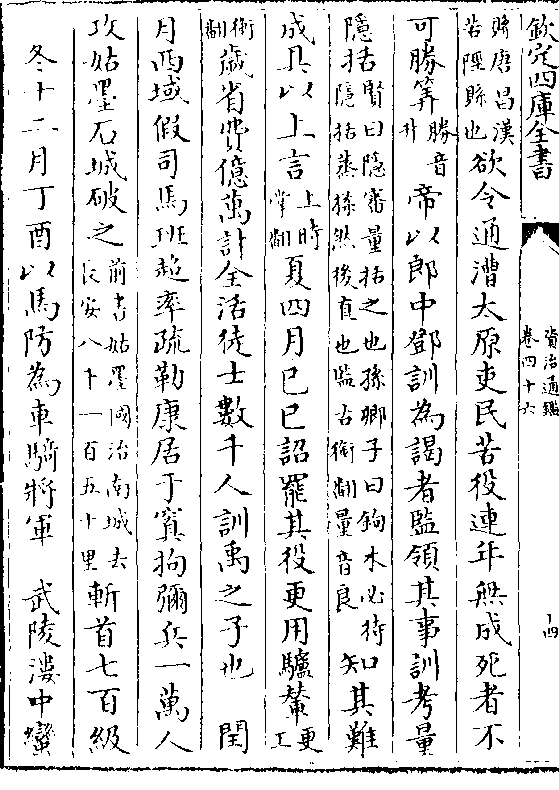 欽定四庫全書
資治通鑑
卷四十六
十四
將唐昌漢苦陘縣也欲令通漕太原吏民苦役連年無成死者不
可勝筭勝音升帝以郎中鄧訓為謁者監領其事訓考量
隱括賢曰隱審量括之也孫卿子曰鉤木必待隱括蒸揉然後直也監古銜翻量音良知其難
成具以上言上時掌翻夏四月己巳詔罷其役更用驢輦更工
衡翻歲省費億萬計全活徒士數千人訓禹之子也 閏
月西域假司馬班超率疏勒康居于窴拘彌兵一萬人
攻姑墨石城破之前書姑墨國治南城去長安八千一百五十里斬首七百級
冬十二月丁酉以馬防為車騎將軍 武陵漊中蠻